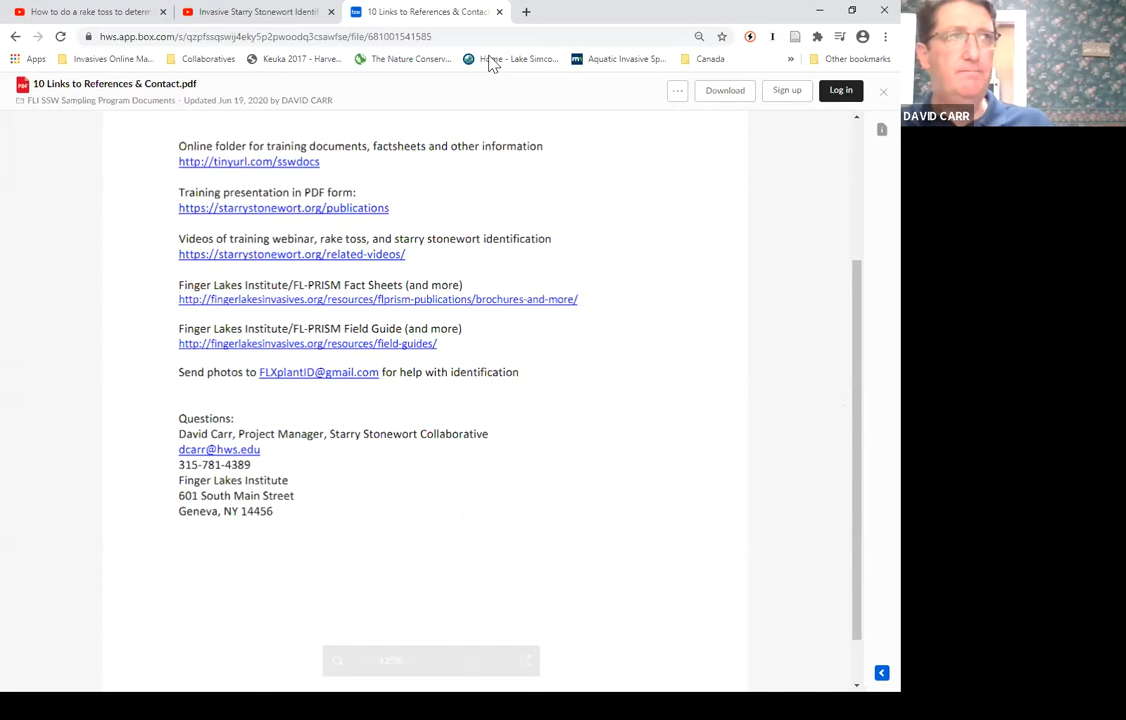 How to do a rake toss to determ
Invasive Starry Stonewort Identif
10 Links to References & Contac
hws.app.box.com/s/qzpfssqswij4eky5p2pwoodq3csawfse/file/681001541585
Apps
Invasives Online Ma...
Collaboratives
Keuka 2017 - Harve...
The Nature Conserv...
Home - Lake Simco...
Aquatic Invasive Sp...
Canada
»
Other bookmarks
10 Links to References & Contact.pdf
FLI SSW Sampling Program Documents · Updated Jun 19, 2020 by DAVID CARR
Download
Sign up
Log in
DAVID CARR
Online folder for training documents, factsheets and other information
http://tinyurl.com/sswdocs
Training presentation in PDF form:
https://starrystonewort.org/publications
Videos of training webinar, rake toss, and starry stonewort identification
https://starrystonewort.org/related-videos/
Finger Lakes Institute/FL-PRISM Fact Sheets (and more)
http://fingerlakesinvasives.org/resources/flprism-publications/brochures-and-more/
Finger Lakes Institute/FL-PRISM Field Guide (and more)
http://fingerlakesinvasives.org/resources/field-guides/
Send photos to FLXplantID@gmail.com for help with identification
Questions:
David Carr, Project Manager, Starry Stonewort Collaborative
dcarr@hws.edu
315-781-4389
Finger Lakes Institute
601 South Main Street
Geneva, NY 14456
125%